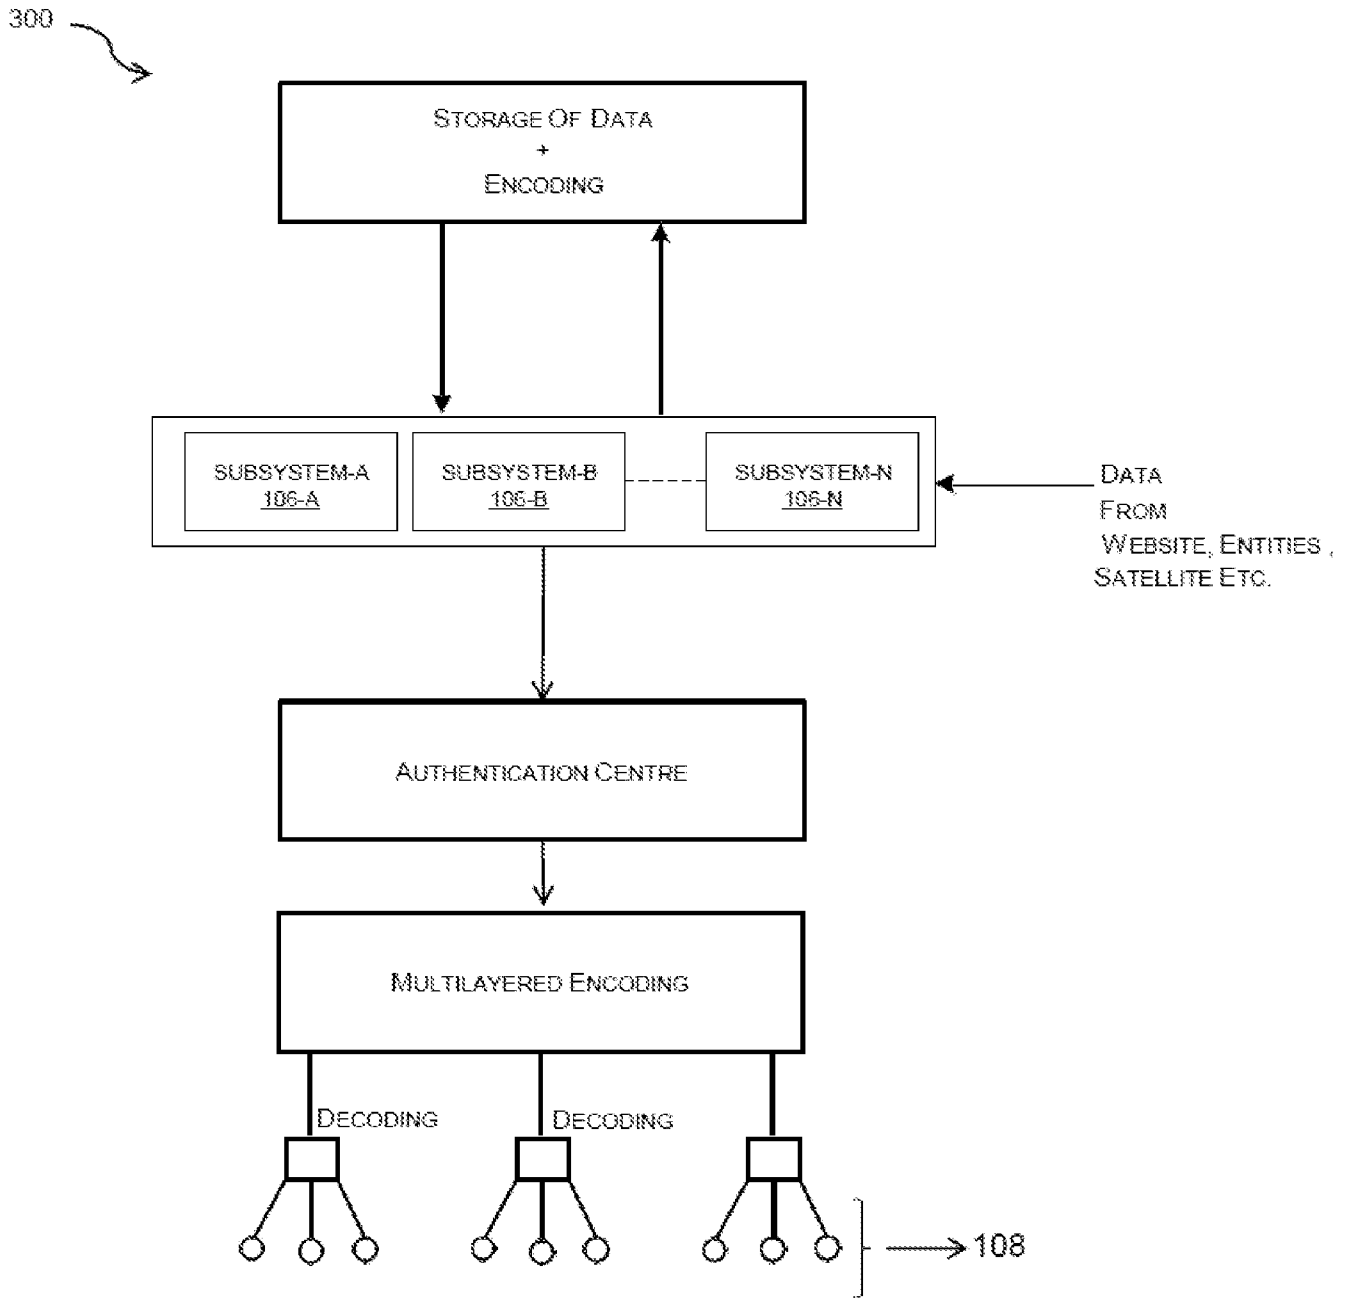 300
STORAGE OF DATA
+
ENCODING
SUBSYSTEM-A
106-A
SUBSYSTEM-B
106-B
SUBSYSTEM-N
106-N
DATA
FROM
WEBSITE, ENTITIES ,
SATELLITE ETC.
AUTHENTICATION CENTRE
MULTILAYERED ENCODING
DECODING
DECODING
108